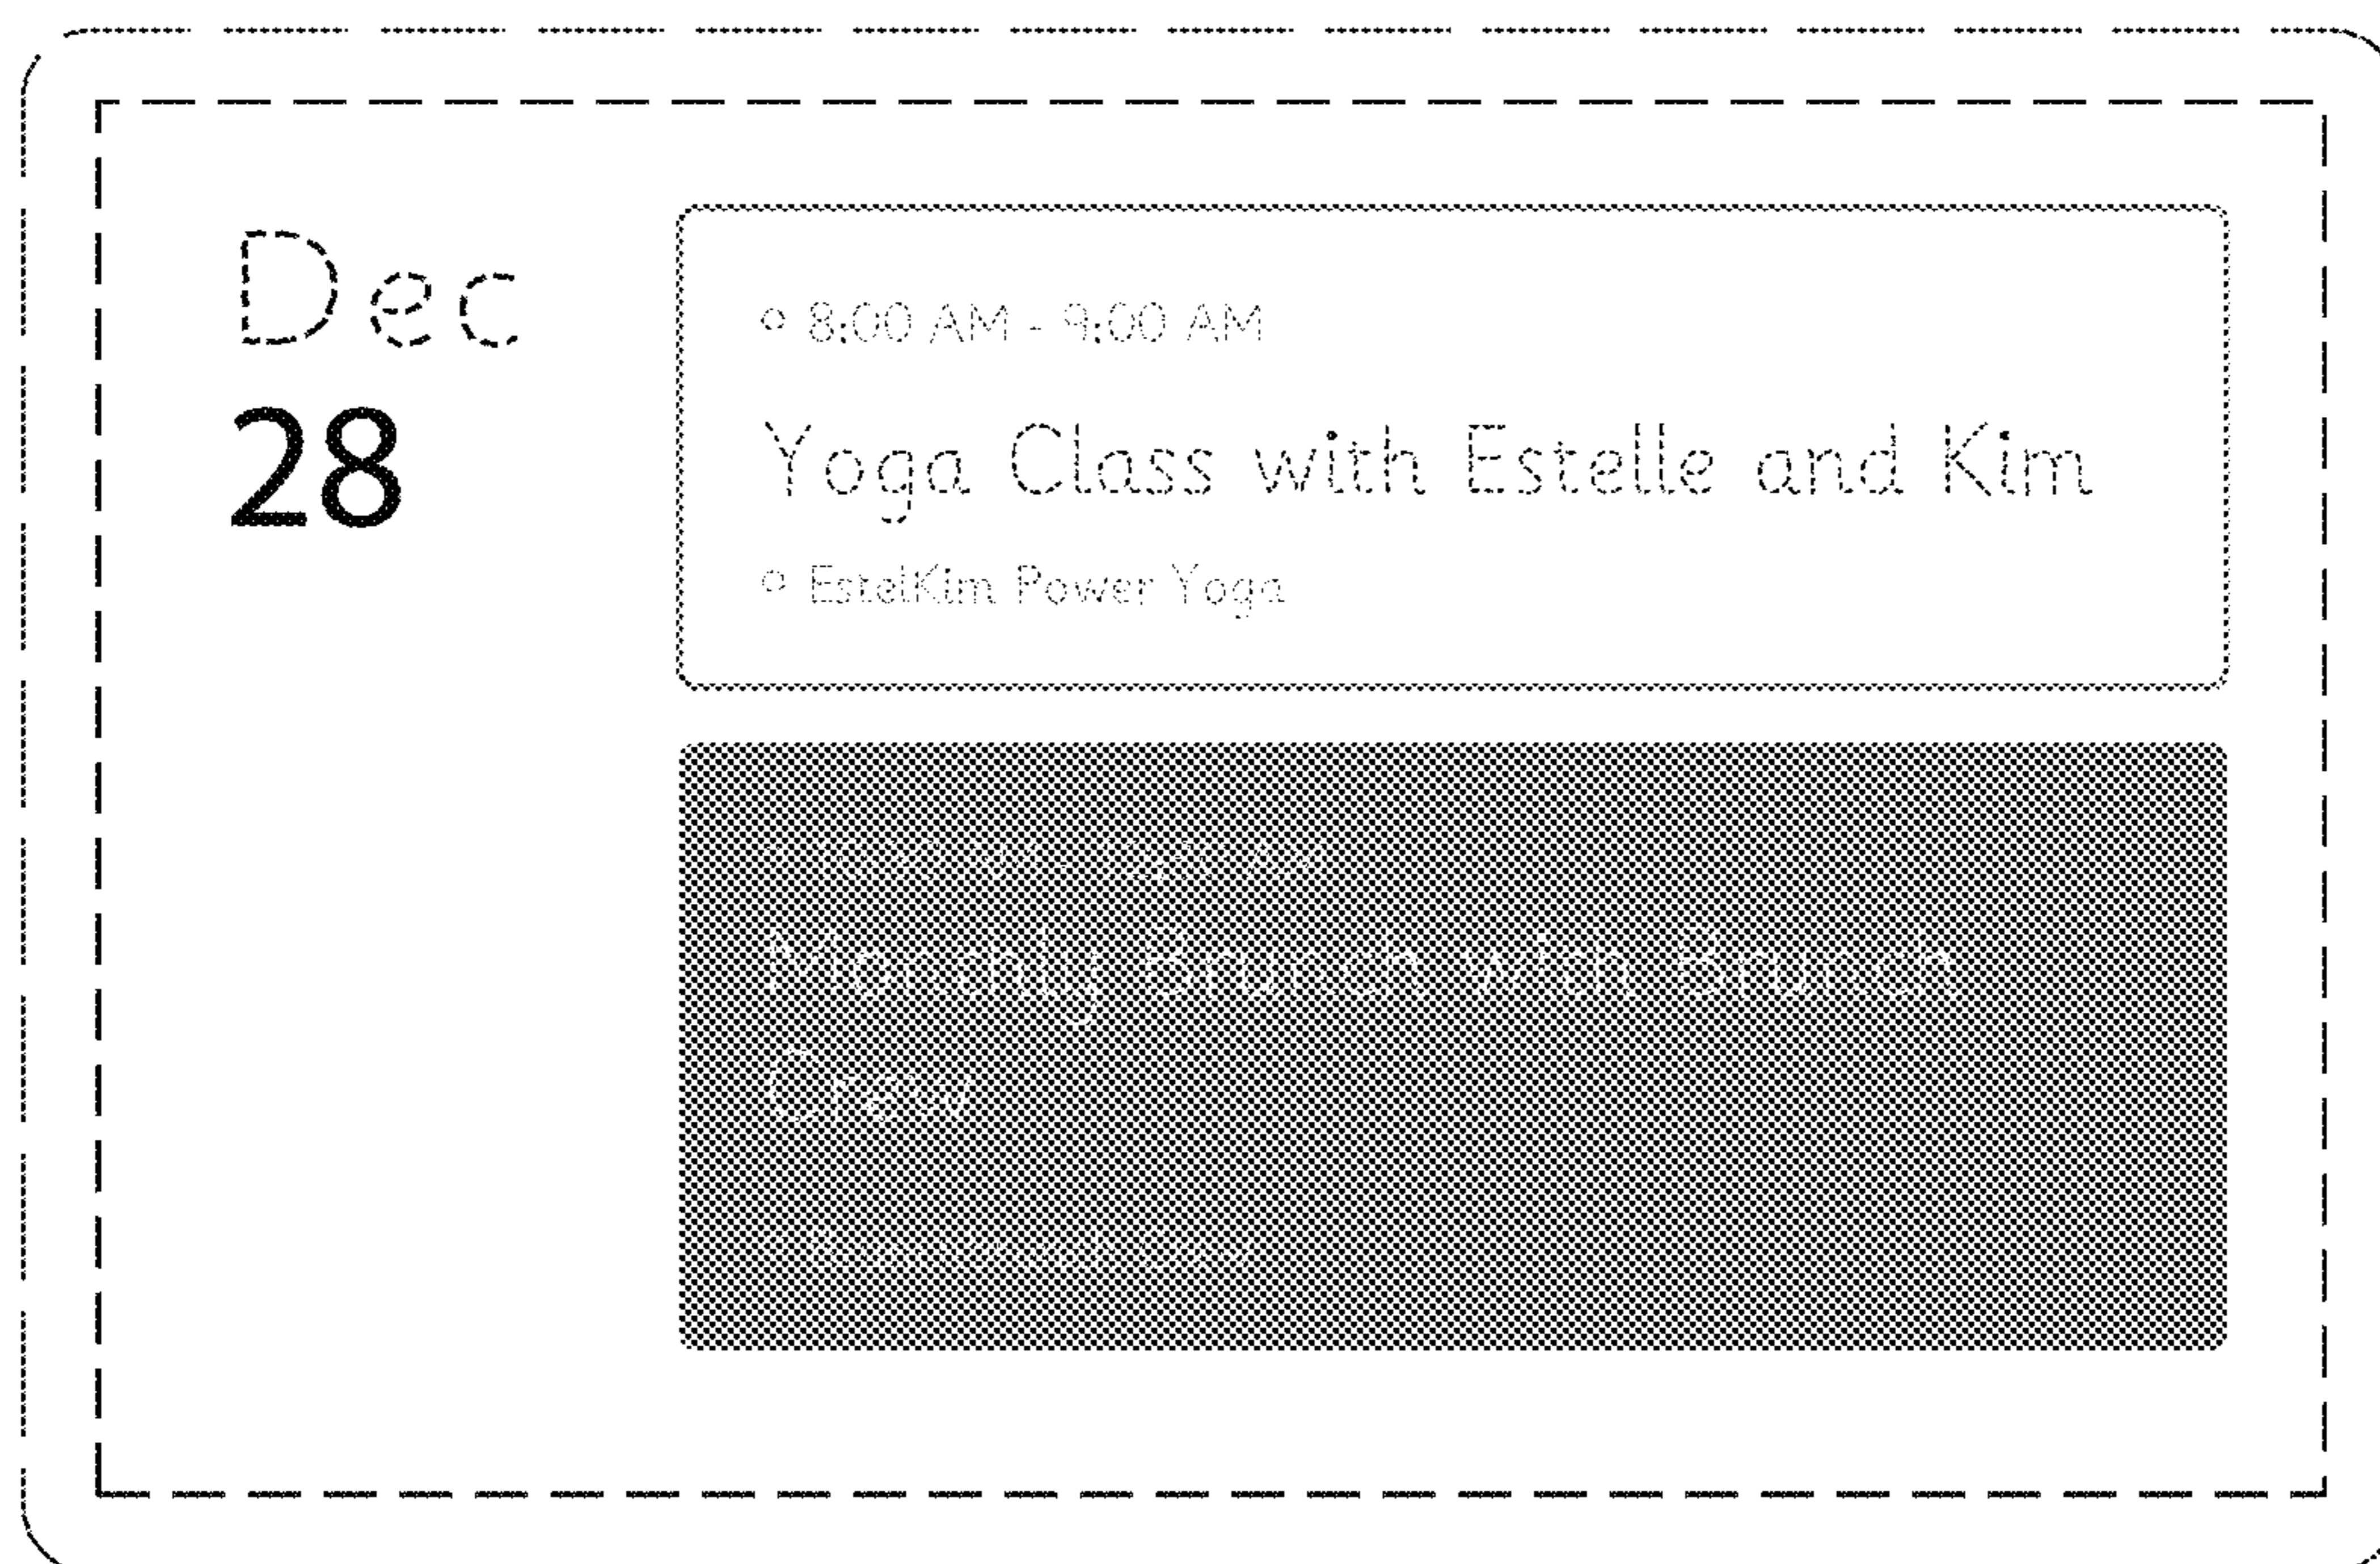 Dec
28
8:00 AM - 9:00 AM
Yoga Class with Estelle and Kim
EstelKim Power Yoga
AM
Monthly Brunch with Brunch
Crew